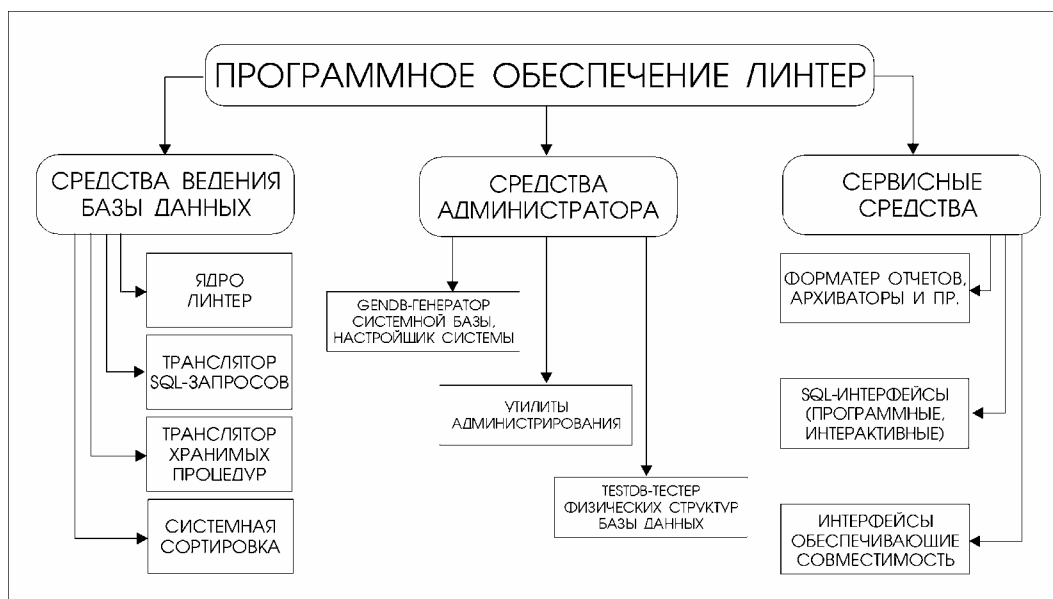 ПРОГРАММНОЕ ОБЕСПЕЧЕНИЕ ЛИНТЕР
СРЕДСТВА ВЕДЕНИЯ
БАЗЫ ДАННЫХ
ЯДРО
ЛИНТЕР
ТРАНСЛЯТОР
SQL-ЗАПРОСОВ
ТРАНСЛЯТОР
ХРАНИМЫХ
ПРОЦЕДУР
СИСТЕМНАЯ
СОРТИРОВКА
СРЕДСТВА
АДМИНИСТРАТОРА
GENDB-ГЕНЕРАТОР
СИСТЕМНОЙ БАЗЫ,
НАСТРОЙЩИК СИСТЕМЫ
УТИЛИТЫ
АДМИНИСТРИРОВАНИЯ
TESTDB-ТЕСТЕР
ФИЗИЧЕСКИХ СТРУКТУР
БАЗЫ ДАННЫХ
СЕРВИСНЫЕ
СРЕДСТВА
ФОРМАТЕР ОТЧЕТОВ,
АРХИВАТОРЫ И ПР.
SQL-ИНТЕРФЕЙСЫ
(ПРОГРАММНЫЕ,
ИНТЕРАКТИВНЫЕ)
ИНТЕРФЕЙСЫ
ОБЕСПЕЧИВАЮЩИЕ
СОВМЕСТИМОСТЬ